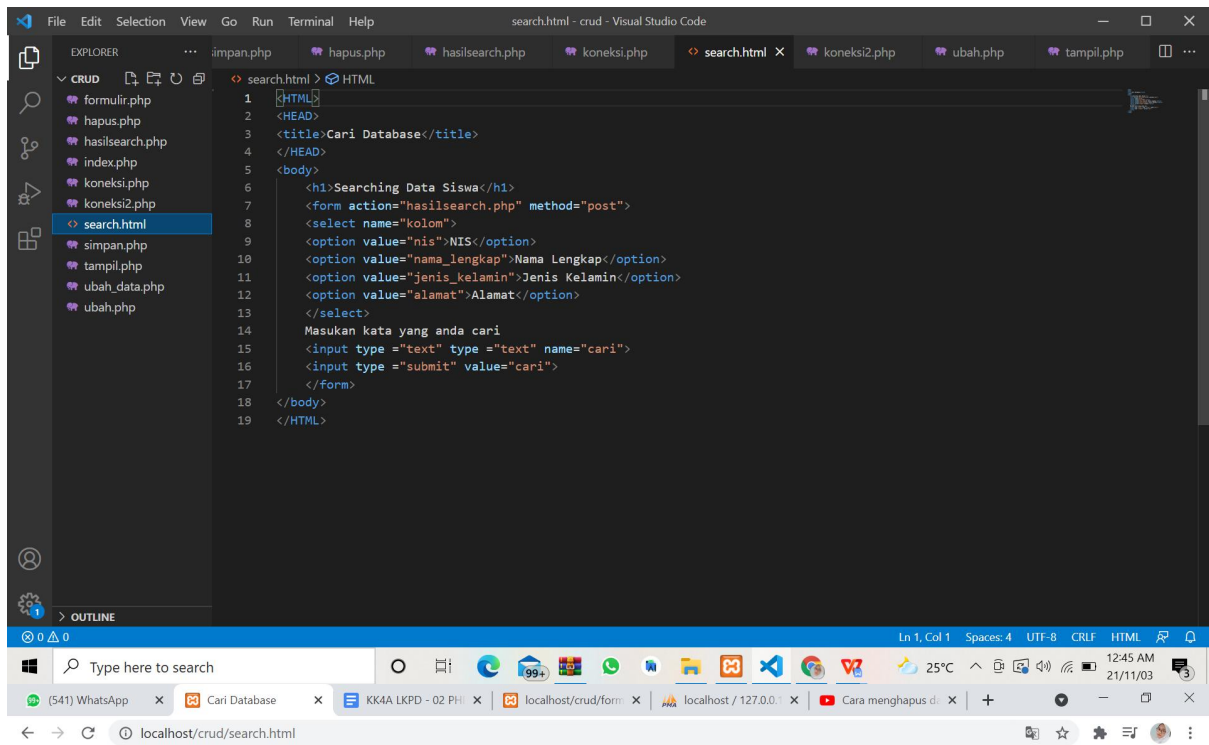 File Edit Selection View Go Run Terminal Help search.html - crud - Visual Studio Code
EXPLORER
simpan.php hapus.php hasilsearch.php koneksi.php search.html koneksi2.php ubah.php tampil.php
CRUD
search.html > HTML
formulir.php
hapus.php
hasilsearch.php
index.php
koneksi.php
koneksi2.php
search.html
simpan.php
tampil.php
ubah_data.php
ubah.php
1 <HTML>
2 <HEAD>
3 <title>Cari Database</title>
4 </HEAD>
5 <body>
6 <h1>Searching Data Siswa</h1>
7 <form action="hasilsearch.php" method="post">
8 <select name="kolom">
9 <option value="nis">NIS</option>
10 <option value="nama_lengkap">Nama Lengkap</option>
11 <option value="jenis_kelamin">Jenis Kelamin</option>
12 <option value="alamat">Alamat</option>
13 </select>
14 Masukan kata yang anda cari
15 <input type ="text" type ="text" name="cari">
16 <input type ="submit" value="cari">
17 </form>
18 </body>
19 </HTML>
1
OUTLINE
0 0 Ln 1, Col 1 Spaces: 4 UTF-8 CRLF HTML
Type here to search 99+ 25°C 12:45 AM
21/11/03 3
99+ (541) WhatsApp Cari Database KK4A LKPD - 02 PH localhost/crud/form localhost / 127.0.0.1 Cara menghapus d
localhost/crud/search.html